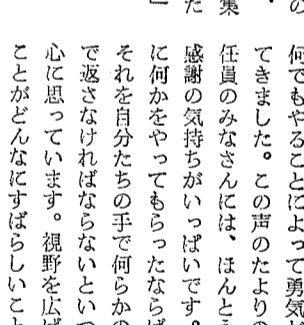 の
、
集
た
」
何でもやることによって勇気が
てきました。この声のたよりの
任員のみなさんには、ほんとう
感謝の気持ちがいっぱいです。
に何かをやってもらったならば
それを自分たちの手で何らかの
で返さなければならないといつ
心に思っています。視野を広げ
ことがどんなにすばらしいこと